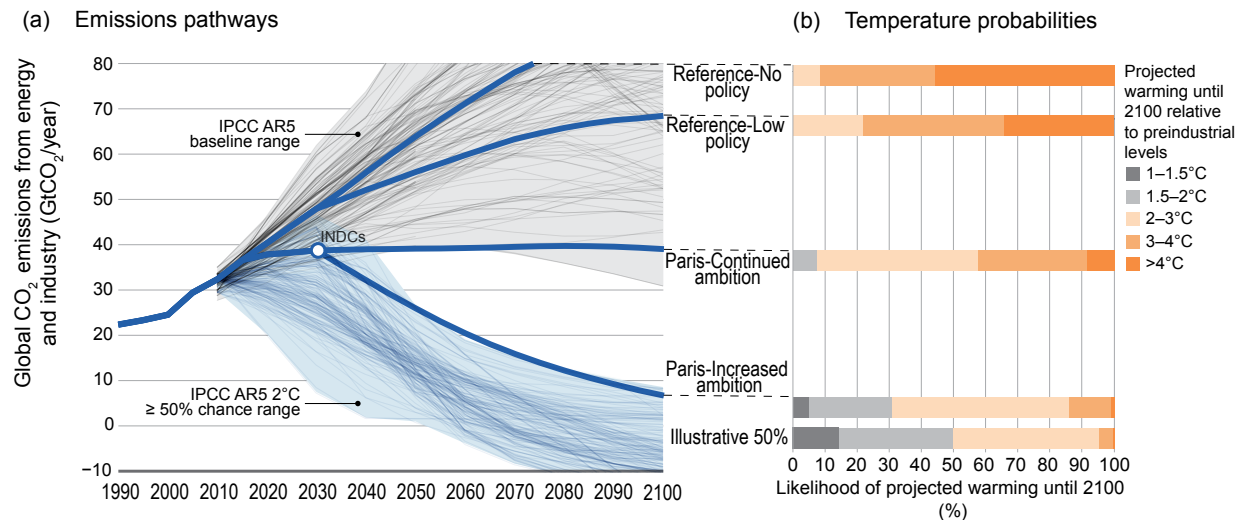 (a) Emissions pathways
Global CO₂ emissions from energy
and industry (GtCO₂/year)
80
70
60
50
40
30
20
10
0
−10
IPCC AR5
baseline range
INDCs
IPCC AR5 2°C
≥ 50% chance range
1990 2000 2010 2020 2030 2040 2050 2060 2070 2080 2090 2100
Reference-No
policy
Reference-Low
policy
Paris-Continued
ambition
Paris-Increased
ambition
Illustrative 50%
(b) Temperature probabilities
0 10 20 30 40 50 60 70 80 90 100
Likelihood of projected warming until 2100
(%)
Projected
warming until
2100 relative
to preindustrial
levels
1–1.5°C
1.5–2°C
2–3°C
3–4°C
>4°C